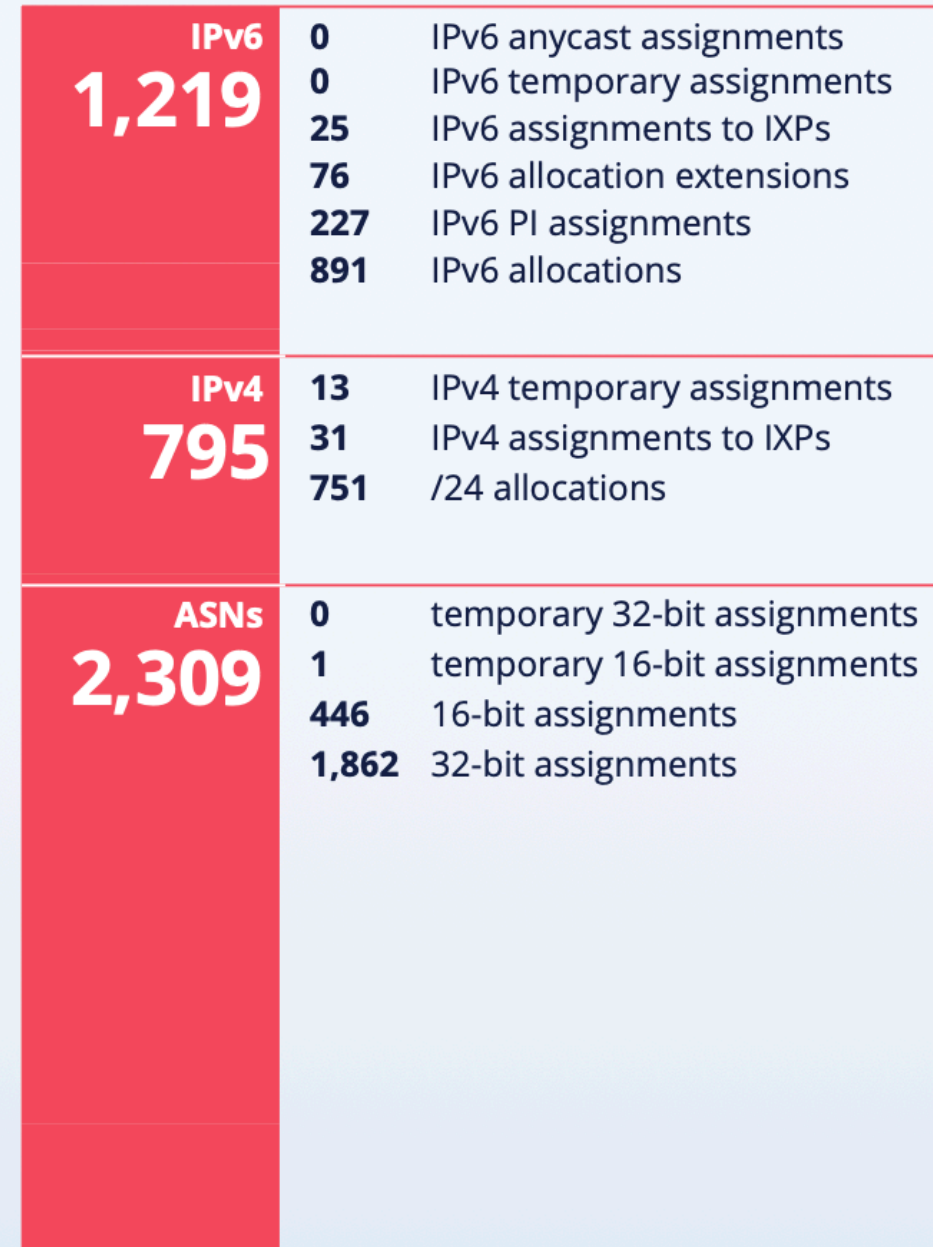 IPv6
1,219
0 IPv6 anycast assignments
0 IPv6 temporary assignments
25 IPv6 assignments to IXPs
76 IPv6 allocation extensions
227 IPv6 PI assignments
891 IPv6 allocations
IPv4
795
13 IPv4 temporary assignments
31 IPv4 assignments to IXPs
751 /24 allocations
ASNs
2,309
0 temporary 32-bit assignments
1 temporary 16-bit assignments
446 16-bit assignments
1,862 32-bit assignments